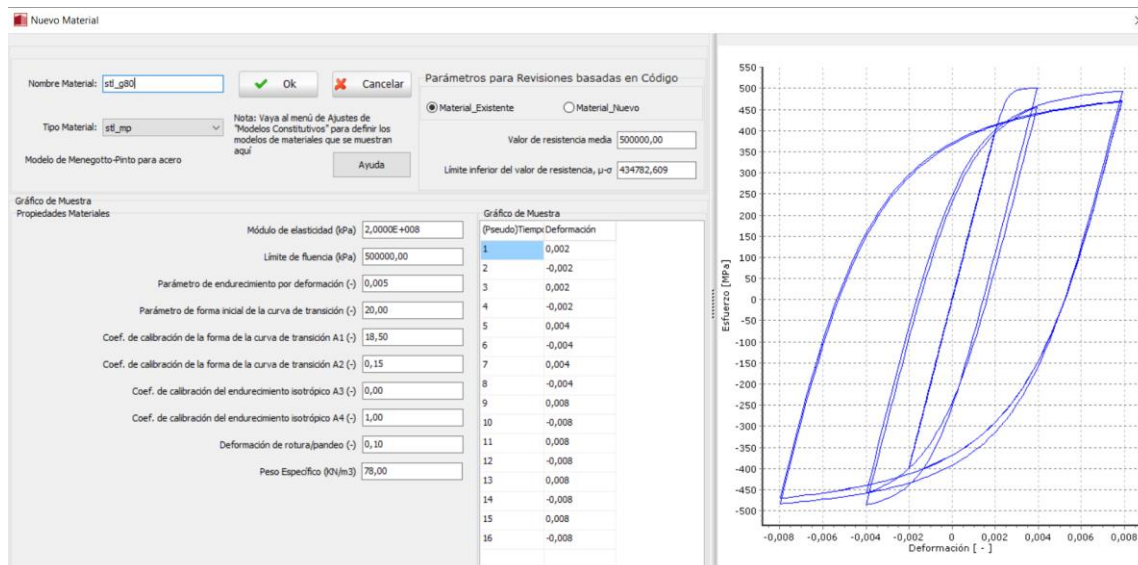 Nuevo Material
Nombre Material: stl_g80
Ok
Cancelar
Tipo Material: stl_mp
Nota: Vaya al menú de Ajustes de
"Modelos Constitutivos" para definir los
modelos de materiales que se muestran
aquí
Modelo de Menegotto-Pinto para acero
Ayuda
Parámetros para Revisiones basadas en Código
Material_Existente
Material_Nuevo
Valor de resistencia media 500000,00
Límite inferior del valor de resistencia, μ-σ 434782,609
Gráfico de Muestra
Propiedades Materiales
Módulo de elasticidad (kPa) 2,0000E+008
Límite de fluencia (kPa) 500000,00
Parámetro de endurecimiento por deformación (-) 0,005
Parámetro de forma inicial de la curva de transición (-) 20,00
Coef. de calibración de la forma de la curva de transición A1 (-) 18,50
Coef. de calibración de la forma de la curva de transición A2 (-) 0,15
Coef. de calibración del endurecimiento isotrópico A3 (-) 0,00
Coef. de calibración del endurecimiento isotrópico A4 (-) 1,00
Deformación de rotura/pandeo (-) 0,10
Peso Específico (KN/m3) 78,00
Gráfico de Muestra
(Pseudo)Tiempo Deformación
1 0,002
2 -0,002
3 0,002
4 -0,002
5 0,004
6 -0,004
7 0,004
8 -0,004
9 0,008
10 -0,008
11 0,008
12 -0,008
13 0,008
14 -0,008
15 0,008
16 -0,008
Esfuerzo [MPa]
550
500
450
400
350
300
250
200
150
100
50
0
-50
-100
-150
-200
-250
-300
-350
-400
-450
-500
-0,008 -0,006 -0,004 -0,002 0 0,002 0,004 0,006 0,008
Deformación [ - ]